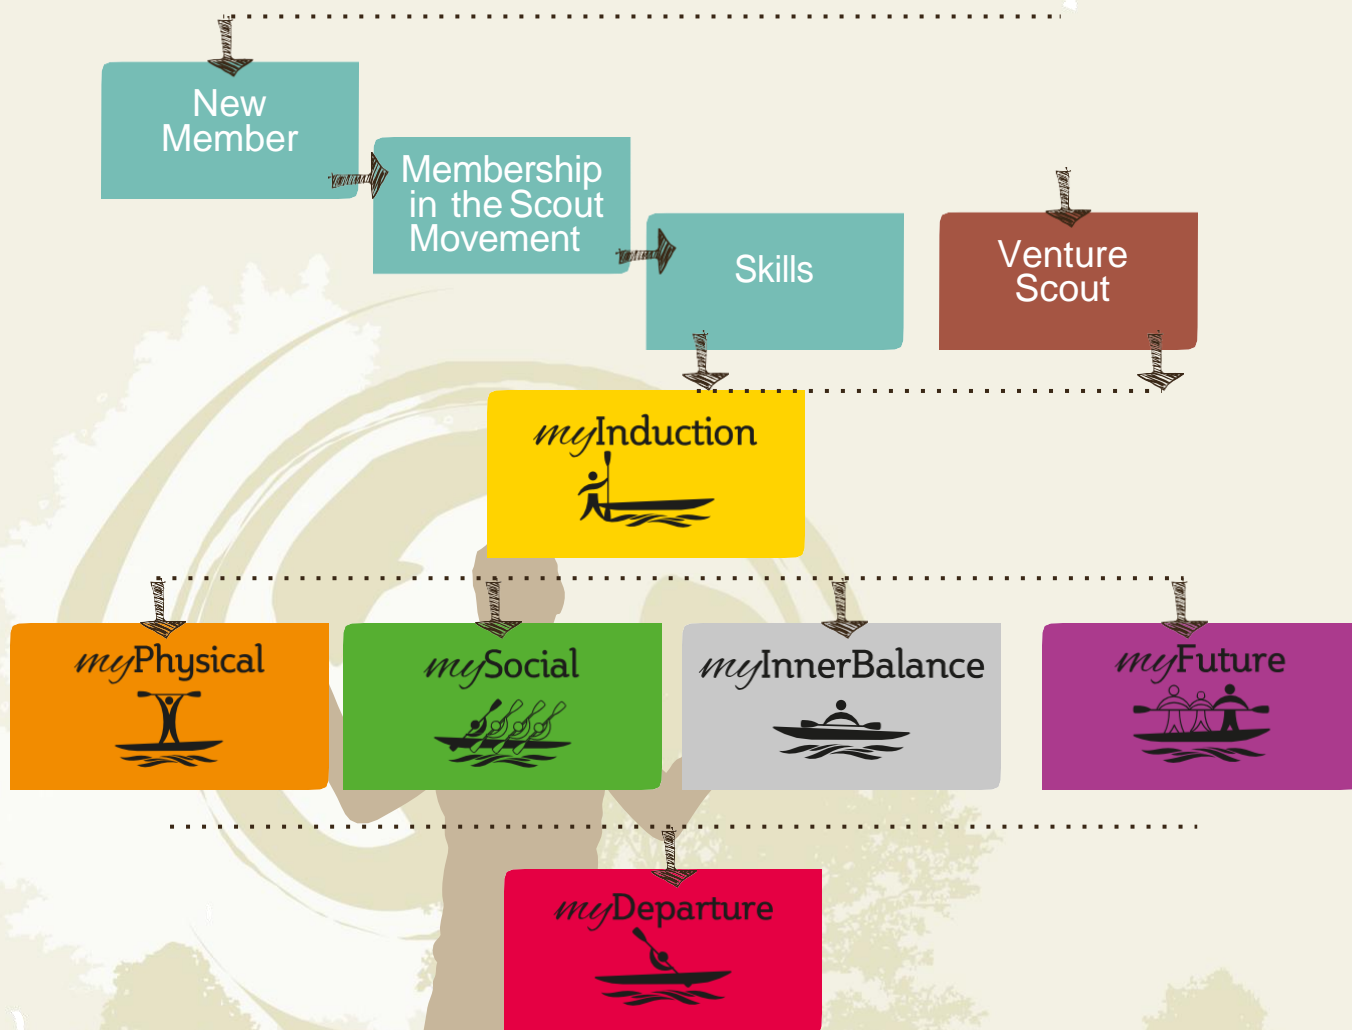 New
Member
Membership
in the Scout
Movement
Skills
Venture
Scout
myInduction
myPhysical
mySocial
myInnerBalance
myFuture
myDeparture